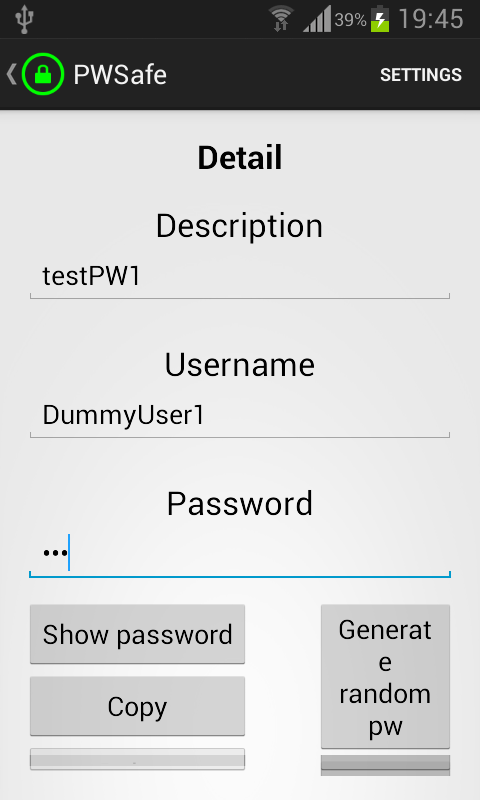 39% 19:45
PWSafe SETTINGS
Detail
Description
testPW1
Username
DummyUser1
Password
•••
Show password
Generat
e
random
pw
Copy